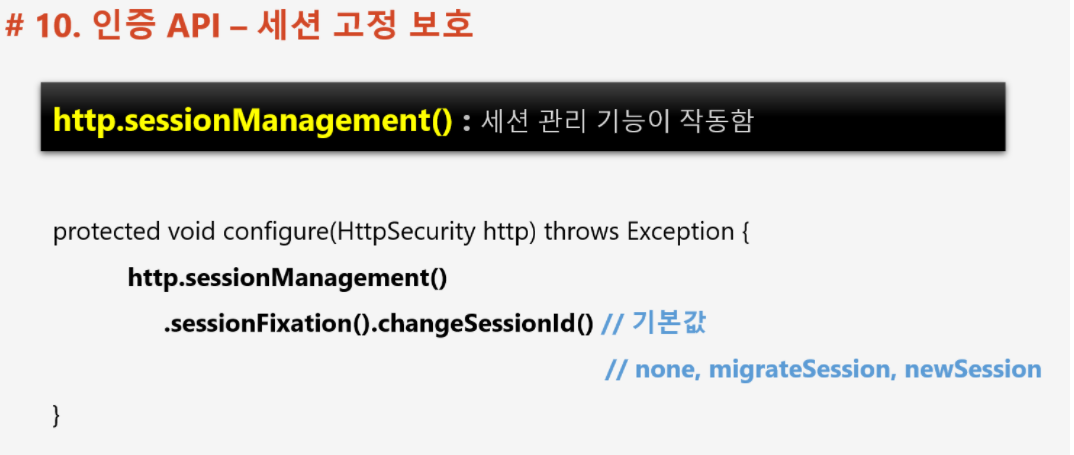 # 10. 인증 API – 세션 고정 보호
http.sessionManagement() : 세션 관리 기능이 작동함
protected void configure(HttpSecurity http) throws Exception {
http.sessionManagement()
.sessionFixation().changeSessionId() // 기본값
// none, migrateSession, newSession
}